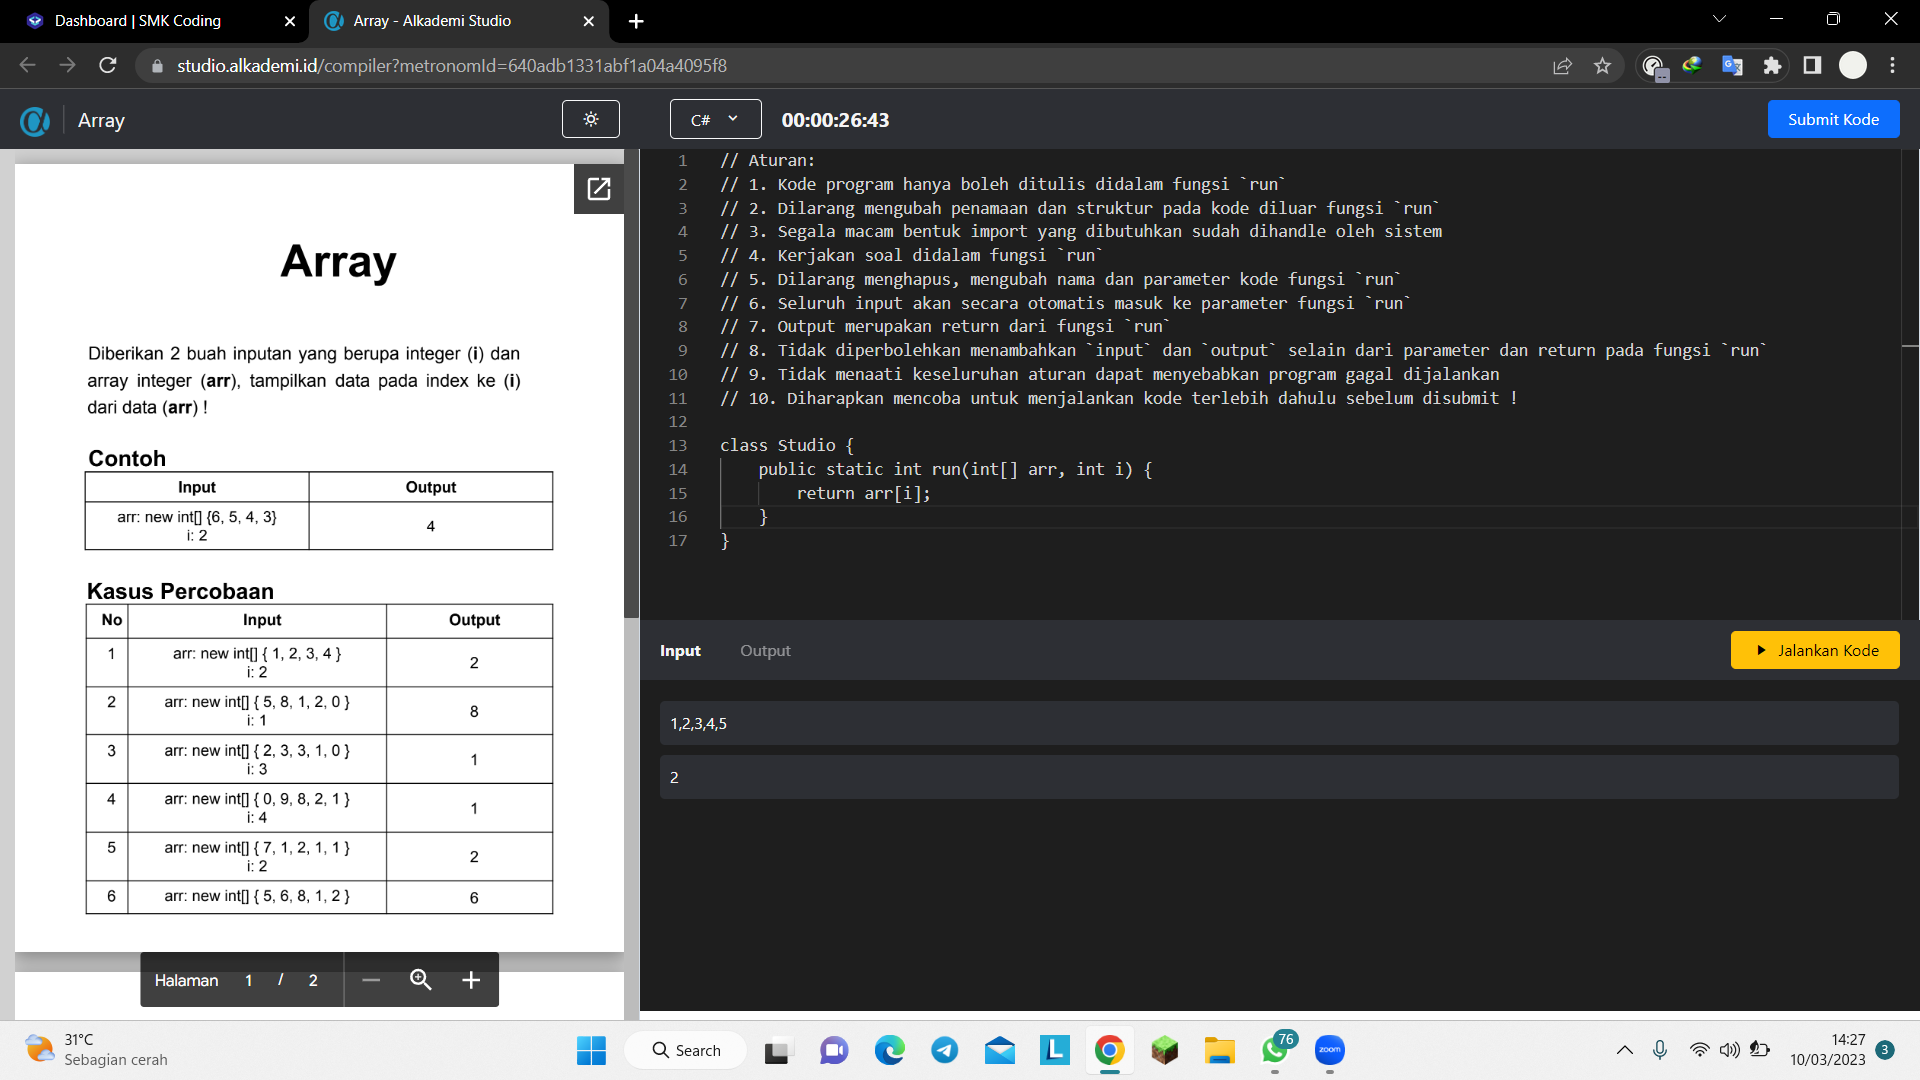 Dashboard | SMK Coding
Array - Alkademi Studio
studio.alkademi.id/compiler?metronomId=640adb1331abf1a04a4095f8
Array
C#
00:00:26:43
Submit Kode
Array
Diberikan 2 buah inputan yang berupa integer (i) dan
array integer (arr), tampilkan data pada index ke (i)
dari data (arr) !
Contoh
Input Output
arr: new int[] {6, 5, 4, 3}
i: 2
4
Kasus Percobaan
No Input Output
1 arr: new int[] { 1, 2, 3, 4 }
i: 2
2
2 arr: new int[] { 5, 8, 1, 2, 0 }
i: 1
8
3 arr: new int[] { 2, 3, 3, 1, 0 }
i: 3
1
4 arr: new int[] { 0, 9, 8, 2, 1 }
i: 4
1
5 arr: new int[] { 7, 1, 2, 1, 1 }
i: 2
2
6 arr: new int[] { 5, 6, 8, 1, 2 } 6
Halaman 1 / 2
1 // Aturan:
2 // 1. Kode program hanya boleh ditulis didalam fungsi `run`
3 // 2. Dilarang mengubah penamaan dan struktur pada kode diluar fungsi `run`
4 // 3. Segala macam bentuk import yang dibutuhkan sudah dihandle oleh sistem
5 // 4. Kerjakan soal didalam fungsi `run`
6 // 5. Dilarang menghapus, mengubah nama dan parameter kode fungsi `run`
7 // 6. Seluruh input akan secara otomatis masuk ke parameter fungsi `run`
8 // 7. Output merupakan return dari fungsi `run`
9 // 8. Tidak diperbolehkan menambahkan `input` dan `output` selain dari parameter dan return pada fungsi `run`
10 // 9. Tidak menaati keseluruhan aturan dapat menyebabkan program gagal dijalankan
11 // 10. Diharapkan mencoba untuk menjalankan kode terlebih dahulu sebelum disubmit !
12
13 class Studio {
14 public static int run(int[] arr, int i) {
15 return arr[i];
16 }
17 }
Input Output
Jalankan Kode
1,2,3,4,5
2
31°C
Sebagian cerah
Search
L
76
zoom
14:27
10/03/2023
3